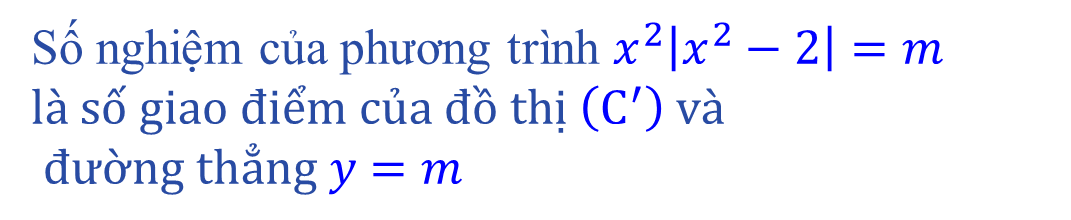 Số nghiệm của phương trình x²|x² − 2| = m
là số giao điểm của đồ thị (C′) và
đường thẳng y = m